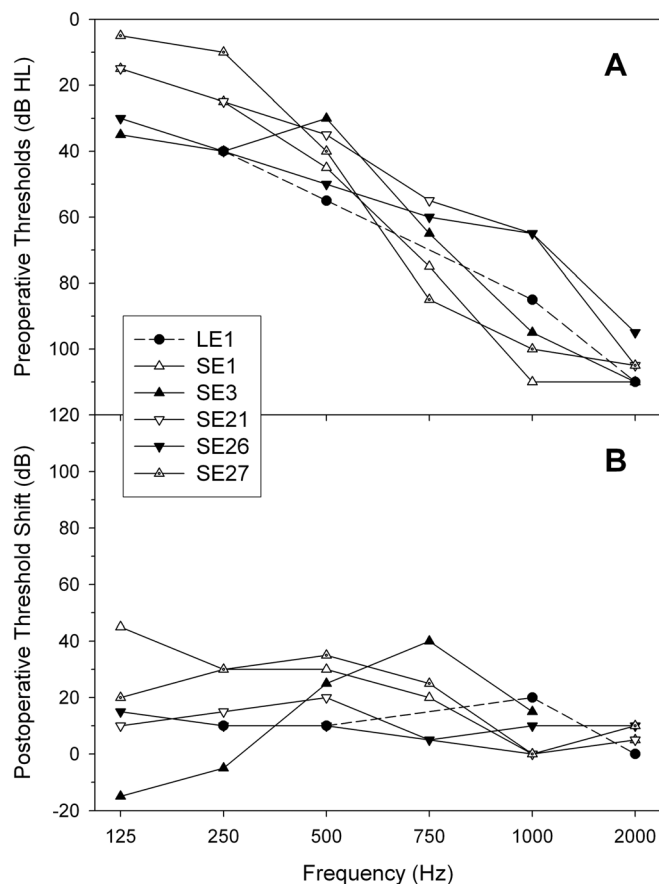 A
Preoperative Thresholds (dB HL)
0
20
40
60
80
100
120
LE1
SE1
SE3
SE21
SE26
SE27
B
Postoperative Threshold Shift (dB)
100
80
60
40
20
0
-20
125 250 500 750 1000 2000
Frequency (Hz)